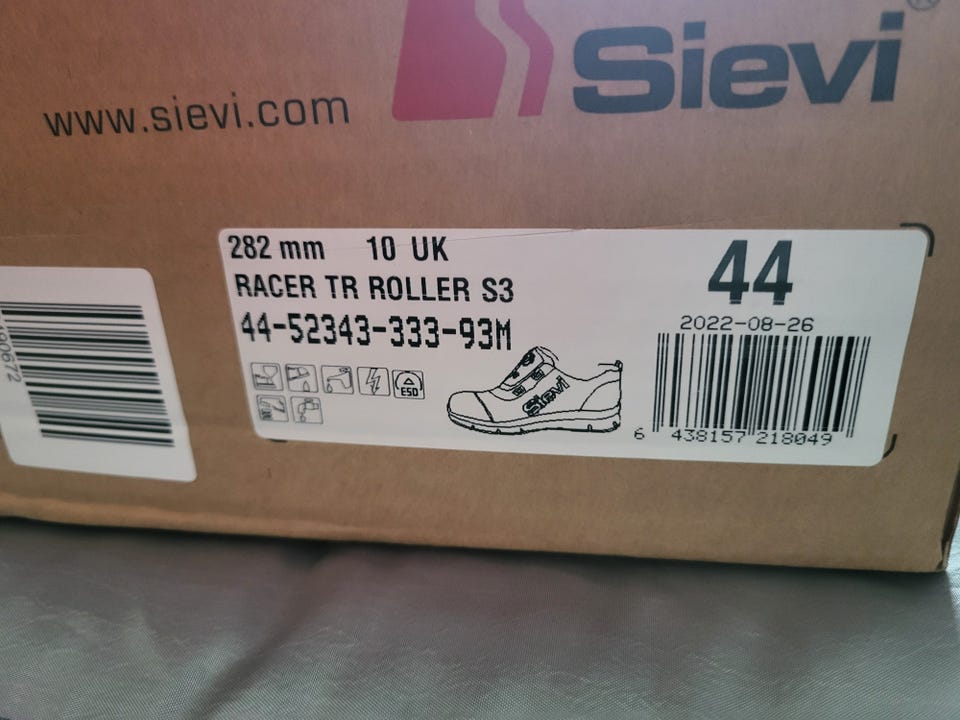 www.sievi.com
Sievi®
282 mm 10 UK
RACER TR ROLLER S3
44-52343-333-93M
44
2022-08-26
ESD
Sievi
6 438157 218049